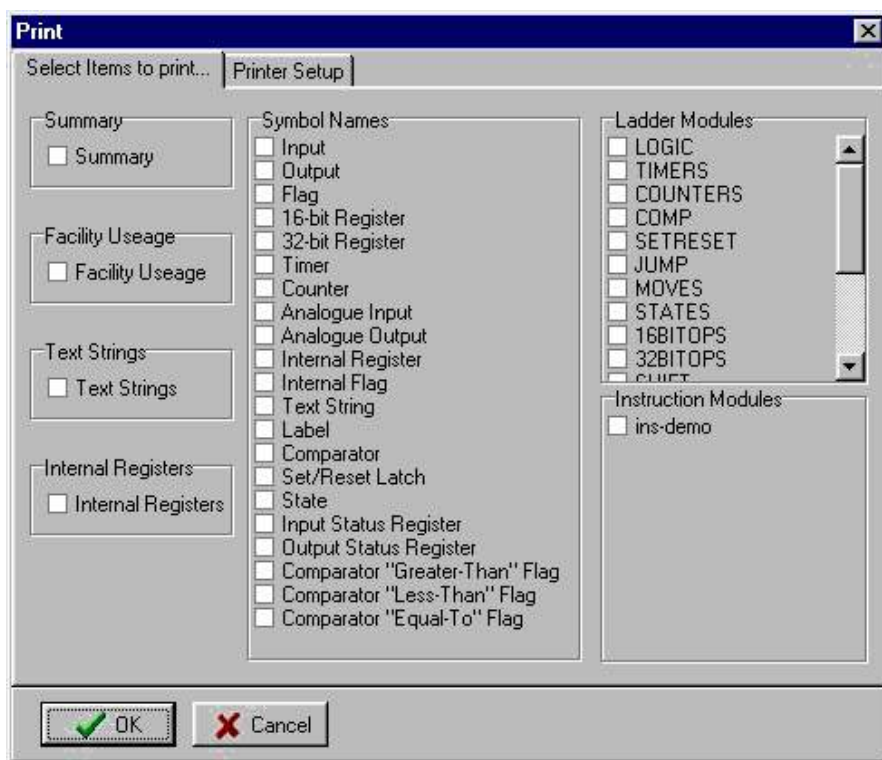 Print
Select Items to print...
Printer Setup
Summary
Summary
Facility Useage
Facility Useage
Text Strings
Text Strings
Internal Registers
Internal Registers
Symbol Names
Input
Output
Flag
16-bit Register
32-bit Register
Timer
Counter
Analogue Input
Analogue Output
Internal Register
Internal Flag
Text String
Label
Comparator
Set/Reset Latch
State
Input Status Register
Output Status Register
Comparator "Greater-Than" Flag
Comparator "Less-Than" Flag
Comparator "Equal-To" Flag
Ladder Modules
LOGIC
TIMERS
COUNTERS
COMP
SETRESET
JUMP
MOVES
STATES
16BITOPS
32BITOPS
SHIFT
Instruction Modules
ins-demo
OK
Cancel